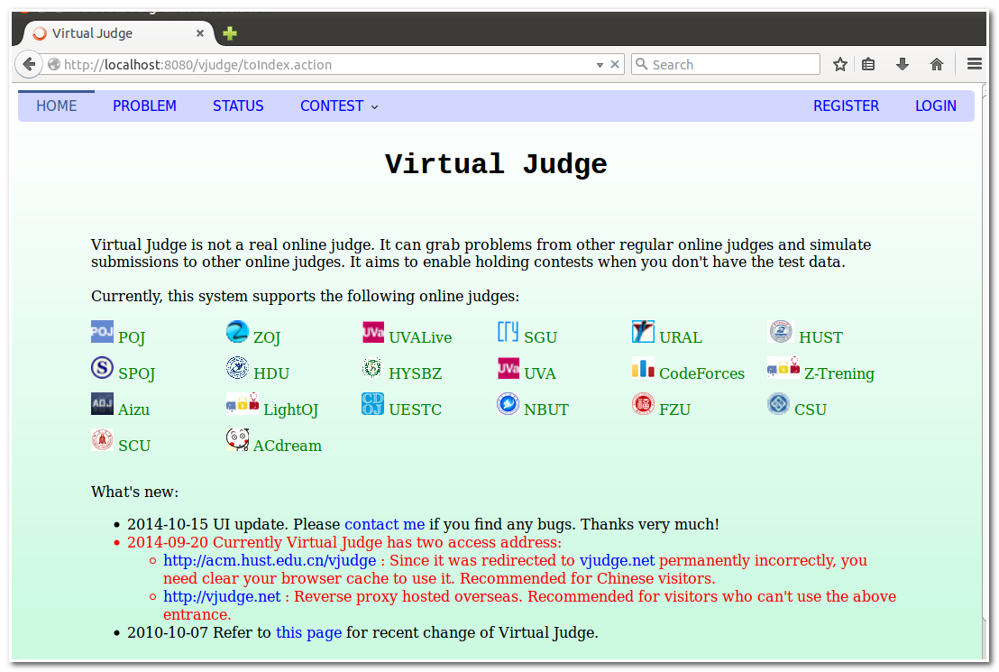 Virtual Judge
http://localhost:8080/vjudge/toIndex.action
Search
HOME PROBLEM STATUS CONTEST REGISTER LOGIN
Virtual Judge
Virtual Judge is not a real online judge. It can grab problems from other regular online judges and simulate
submissions to other online judges. It aims to enable holding contests when you don't have the test data.
Currently, this system supports the following online judges:
POJ POJ ZOJ UVa UVALive SGU URAL HUST
SPOJ HDU HYSBZ UVa UVA CodeForces Z-Trening
AOJ Aizu LightOJ CDOJ UESTC NBUT FZU CSU
SCU ACdream
What's new:
2014-10-15 UI update. Please contact me if you find any bugs. Thanks very much!
2014-09-20 Currently Virtual Judge has two access address:
http://acm.hust.edu.cn/vjudge : Since it was redirected to vjudge.net permanently incorrectly, you
need clear your browser cache to use it. Recommended for Chinese visitors.
http://vjudge.net : Reverse proxy hosted overseas. Recommended for visitors who can't use the above
entrance.
2010-10-07 Refer to this page for recent change of Virtual Judge.